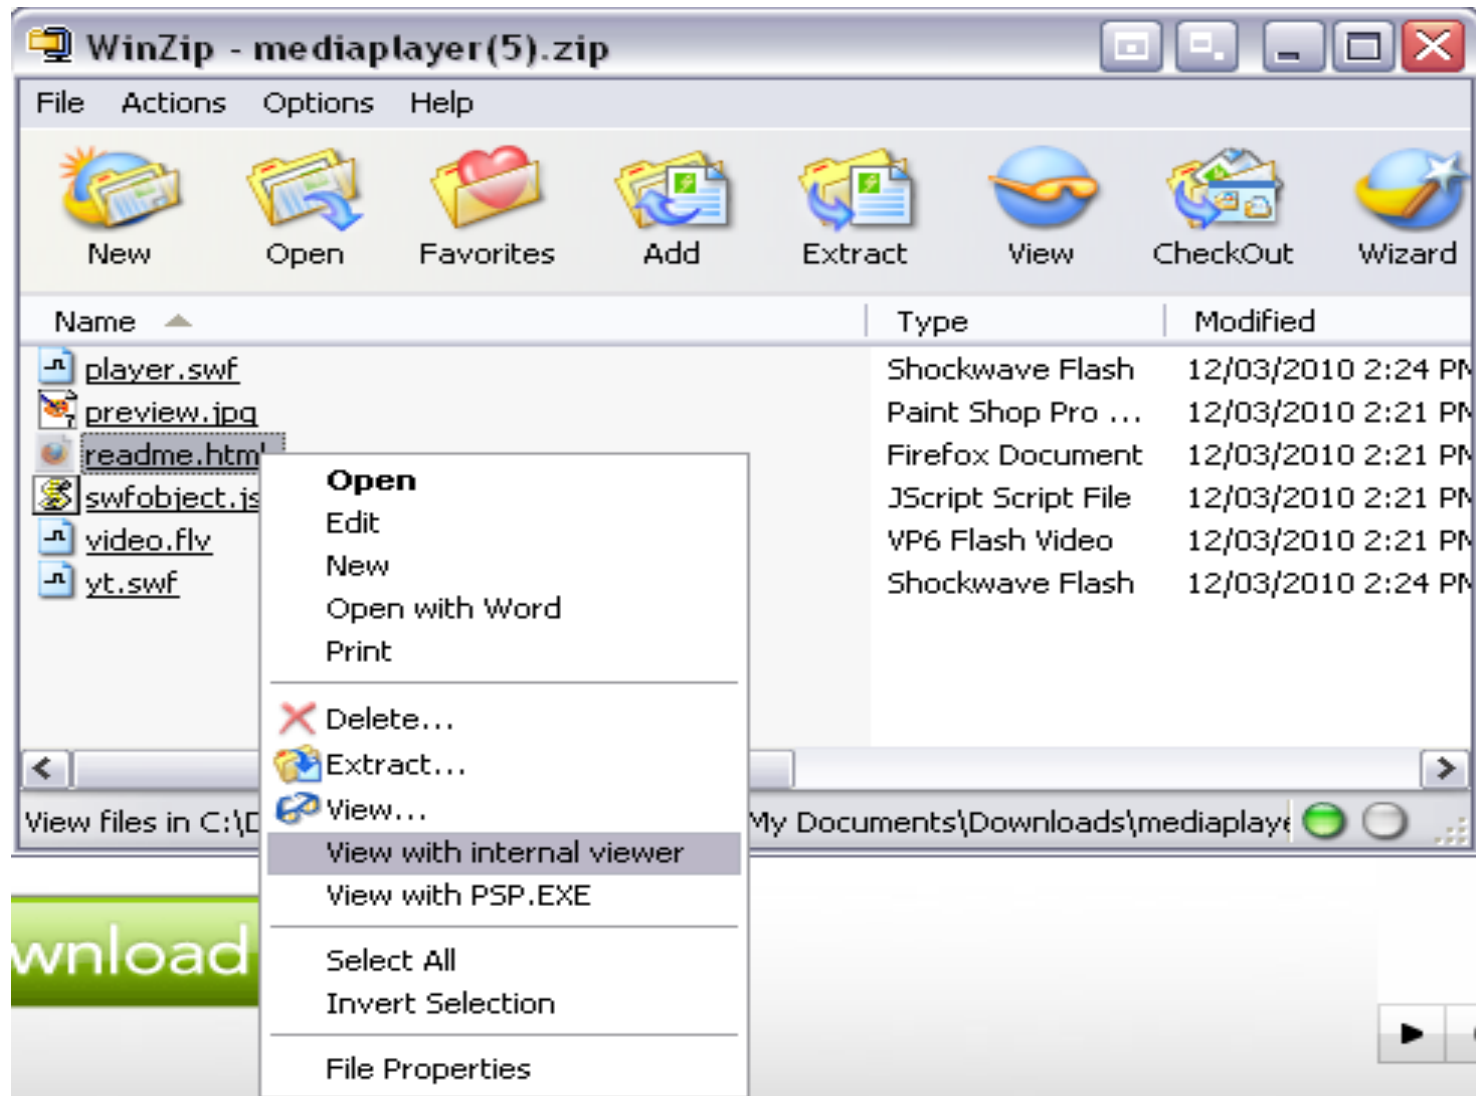 WinZip - mediaplayer(5).zip
File Actions Options Help
New Open Favorites Add Extract View CheckOut Wizard
Name Type Modified
player.swf Shockwave Flash 12/03/2010 2:24 PM
preview.jpg Paint Shop Pro ... 12/03/2010 2:21 PM
readme.html Firefox Document 12/03/2010 2:21 PM
swfobject.js JScript Script File 12/03/2010 2:21 PM
video.flv VP6 Flash Video 12/03/2010 2:21 PM
yt.swf Shockwave Flash 12/03/2010 2:24 PM
Open
Edit
New
Open with Word
Print
Delete...
Extract...
View...
View with internal viewer
View with PSP.EXE
Select All
Invert Selection
File Properties
View files in C:\D My Documents\Downloads\mediaplaye
wnload